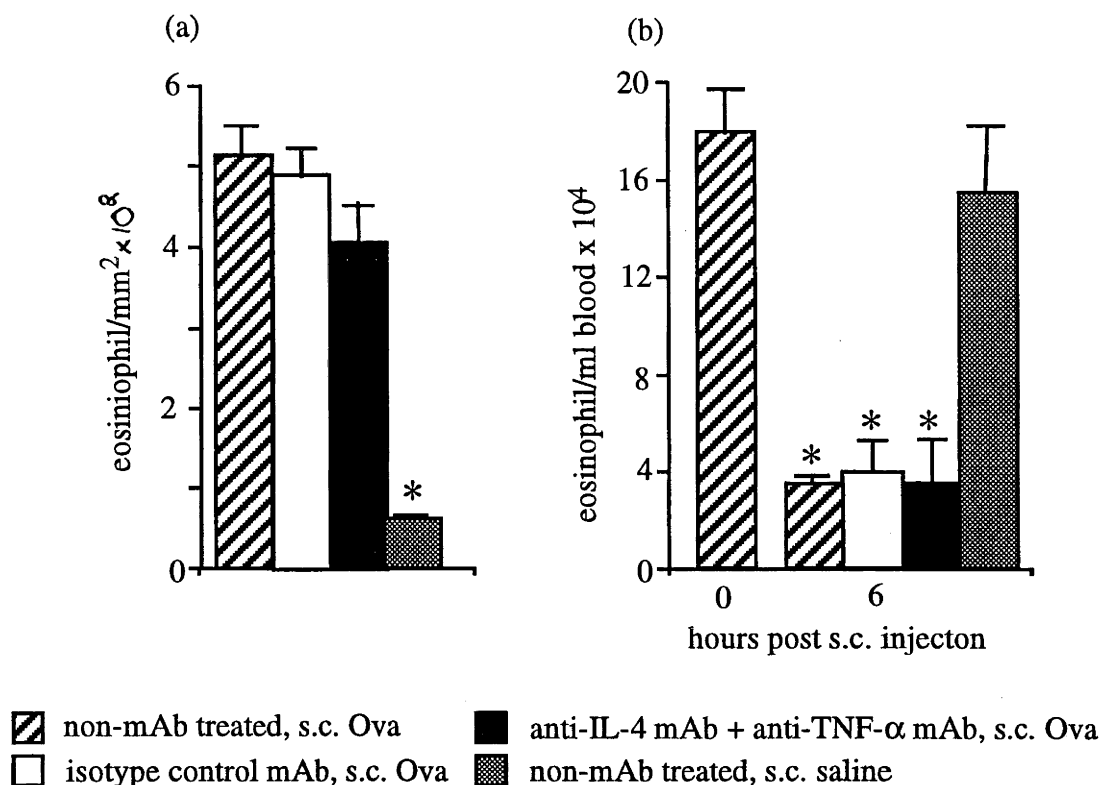 (a)
6
4
2
0
eosiniophil/mm² x10²
*
(b)
20
16
12
8
4
0
eosinophil/ml blood x 10⁴
*
*
*
0
6
hours post s.c. injecton
non-mAb treated, s.c. Ova
isotype control mAb, s.c. Ova
anti-IL-4 mAb + anti-TNF-α mAb, s.c. Ova
non-mAb treated, s.c. saline